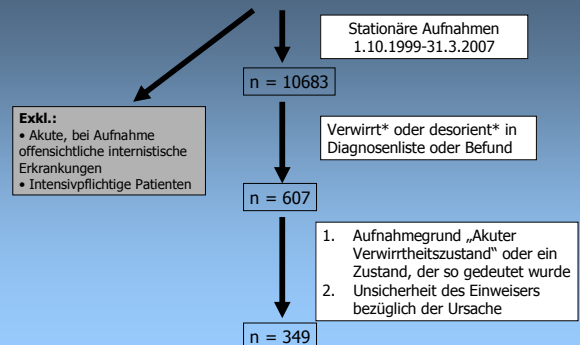 Stationäre Aufnahmen
1.10.1999-31.3.2007
n = 10683
Exkl.:
• Akute, bei Aufnahme
offensichtliche internistische
Erkrankungen
• Intensivpflichtige Patienten
Verwirrt* oder desorient* in
Diagnosenliste oder Befund
n = 607
1. Aufnahmegrund „Akuter
Verwirrtheitszustand" oder ein
Zustand, der so gedeutet wurde
2. Unsicherheit des Einweisers
bezüglich der Ursache
n = 349